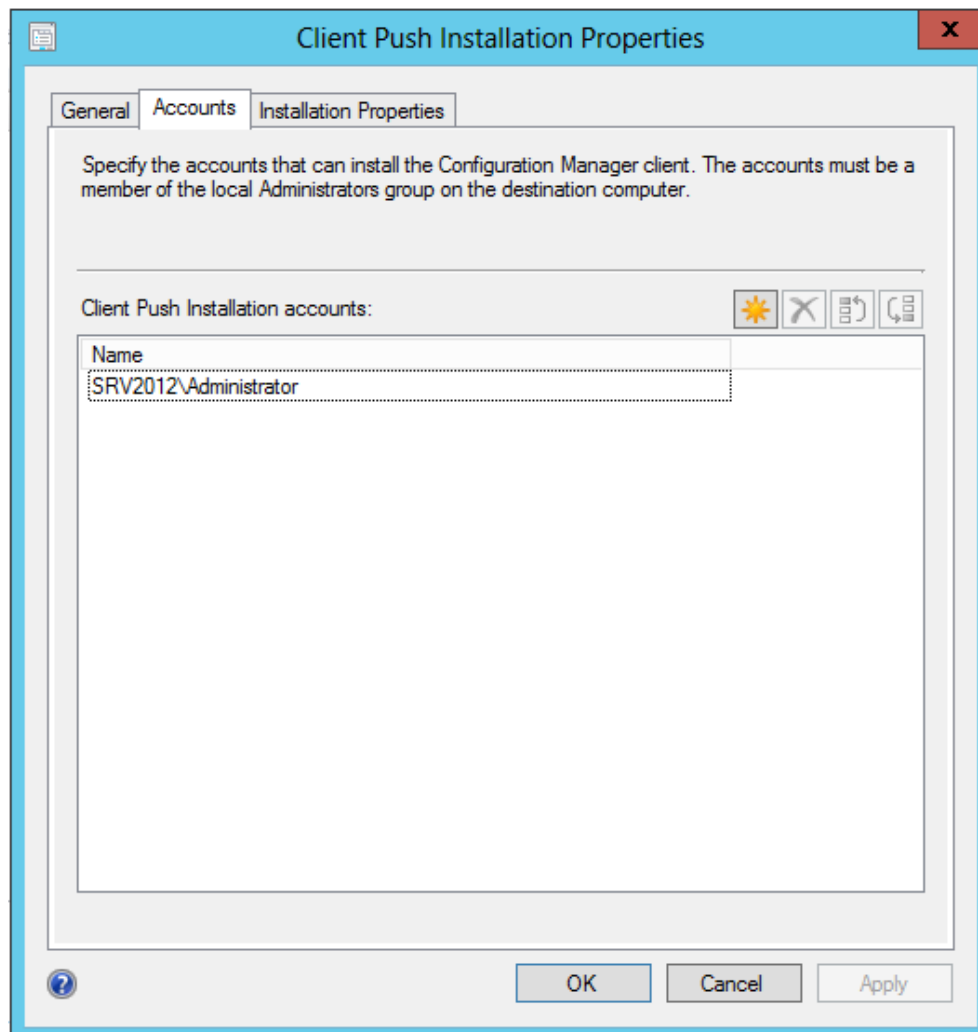 Client Push Installation Properties
x
General
Accounts
Installation Properties
Specify the accounts that can install the Configuration Manager client. The accounts must be a
member of the local Administrators group on the destination computer.
Client Push Installation accounts:
Name
SRV2012\Administrator
?
OK
Cancel
Apply